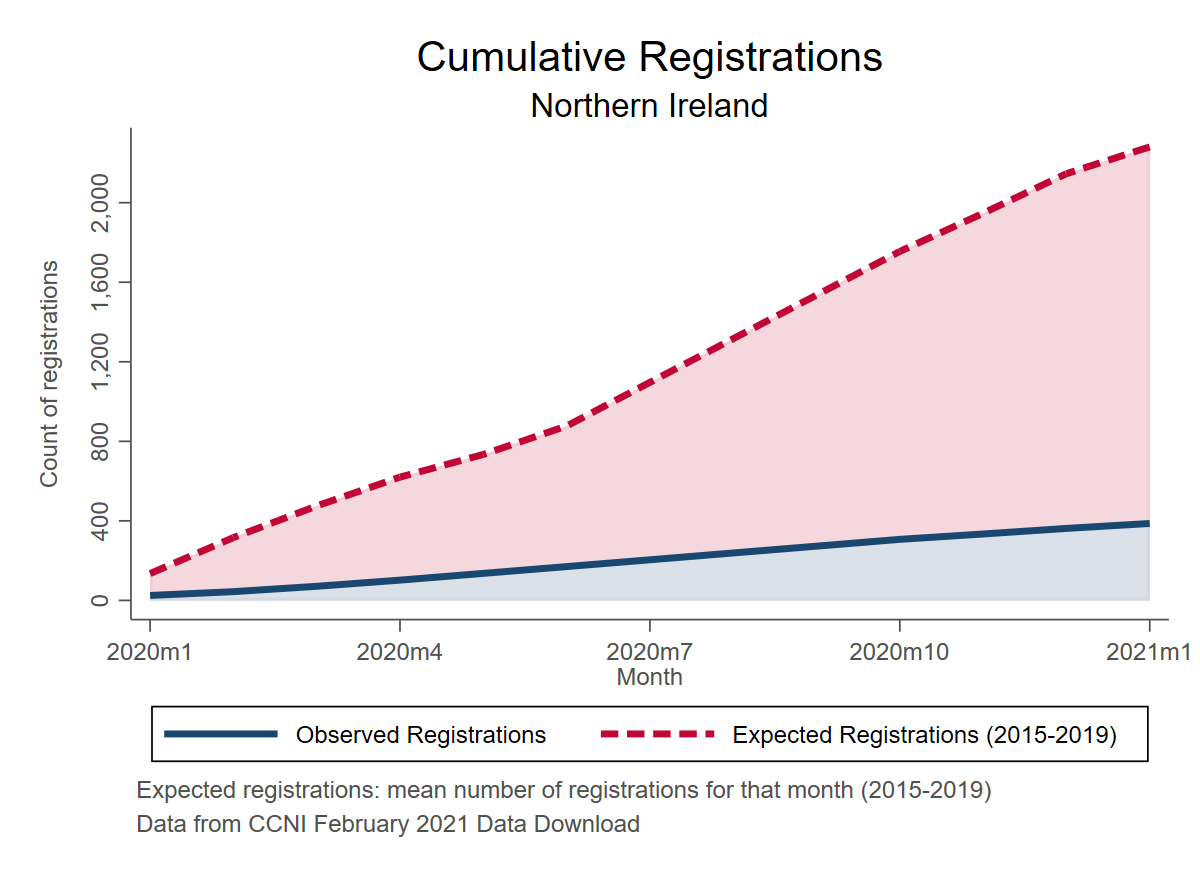 Cumulative Registrations
Northern Ireland
Count of registrations
2,000
1,600
1,200
800
400
0
2020m1 2020m4 2020m7 2020m10 2021m1
Month
Observed Registrations Expected Registrations (2015-2019)
Expected registrations: mean number of registrations for that month (2015-2019)
Data from CCNI February 2021 Data Download